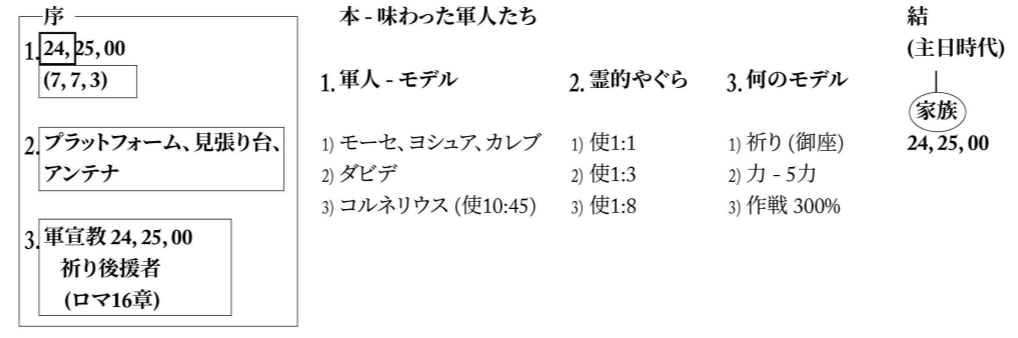 序
1. 24, 25, 00
(7, 7, 3)
2. プラットフォーム、見張り台、
アンテナ
3. 軍宣教 24, 25, 00
祈り後援者
(ロマ16章)
本 - 味わった軍人たち
1. 軍人 - モデル
1) モーセ、ヨシュア、カレブ
2) ダビデ
3) コルネリウス (使10:45)
2. 霊的やぐら
1) 使1:1
2) 使1:3
3) 使1:8
3. 何のモデル
1) 祈り (御座)
2) 力 - 5力
3) 作戦 300%
結
(主日時代)
家族
24, 25, 00